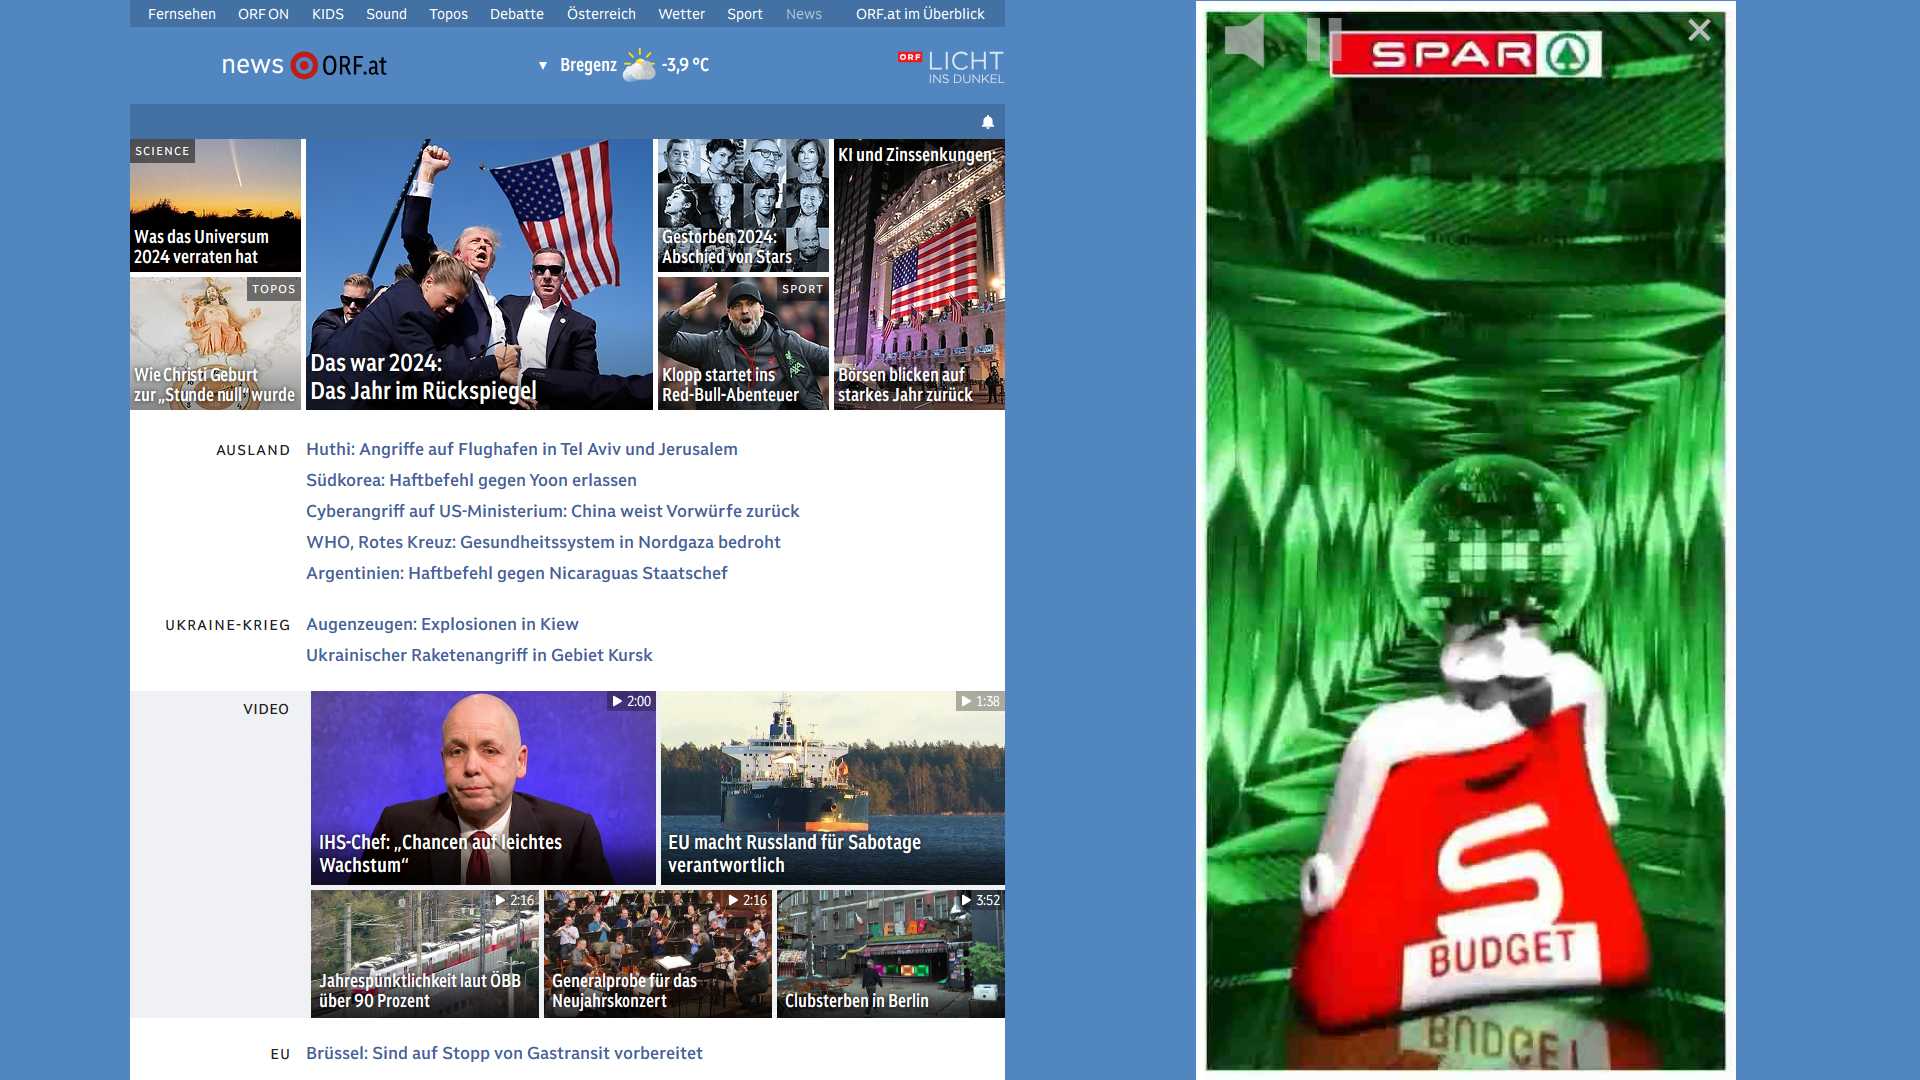 Fernsehen ORF ON KIDS Sound Topos Debatte Österreich Wetter Sport News ORF.at im Überblick
news ORF.at
Bregenz -3,9 °C
ORF LICHT
INS DUNKEL
SCIENCE
Was das Universum
2024 verraten hat
TOPOS
Wie Christi Geburt
zur „Stunde null“ wurde
Das war 2024:
Das Jahr im Rückspiegel
Gestorben 2024:
Abschied von Stars
SPORT
Klopp startet ins
Red-Bull-Abenteuer
KI und Zinssenkungen:
Börsen blicken auf
starkes Jahr zurück
AUSLAND
Huthi: Angriffe auf Flughafen in Tel Aviv und Jerusalem
Südkorea: Haftbefehl gegen Yoon erlassen
Cyberangriff auf US-Ministerium: China weist Vorwürfe zurück
WHO, Rotes Kreuz: Gesundheitssystem in Nordgaza bedroht
Argentinien: Haftbefehl gegen Nicaraguas Staatschef
UKRAINE-KRIEG
Augenzeugen: Explosionen in Kiew
Ukrainischer Raketenangriff in Gebiet Kursk
VIDEO
2:00
IHS-Chef: „Chancen auf leichtes
Wachstum“
1:38
EU macht Russland für Sabotage
verantwortlich
2:16
Jahrespünktlichkeit laut ÖBB
über 90 Prozent
2:16
Generalprobe für das
Neujahrskonzert
3:52
Clubsterben in Berlin
EU
Brüssel: Sind auf Stopp von Gastransit vorbereitet
SPAR
S
BUDGET